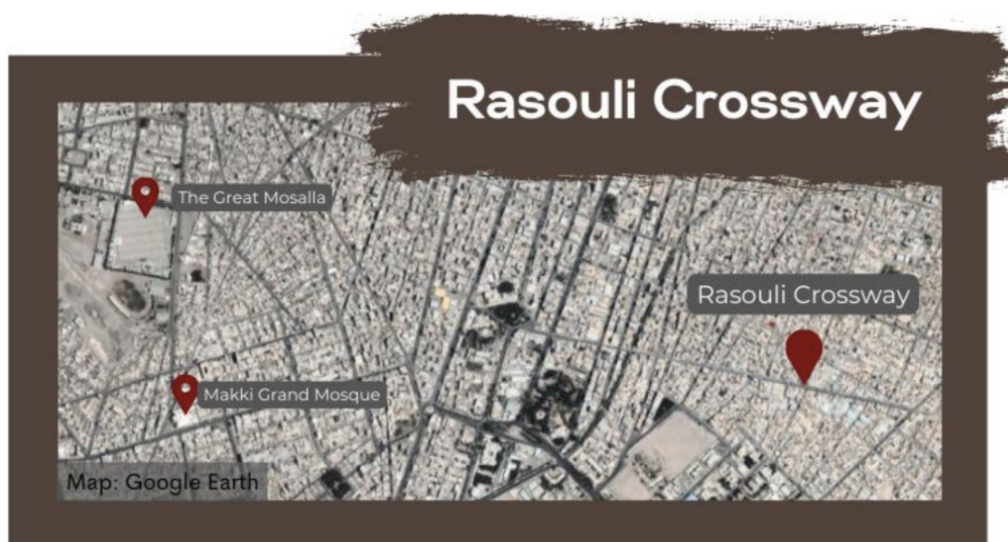 Rasouli Crossway
The Great Mosalla
Rasouli Crossway
Makki Grand Mosque
Map: Google Earth